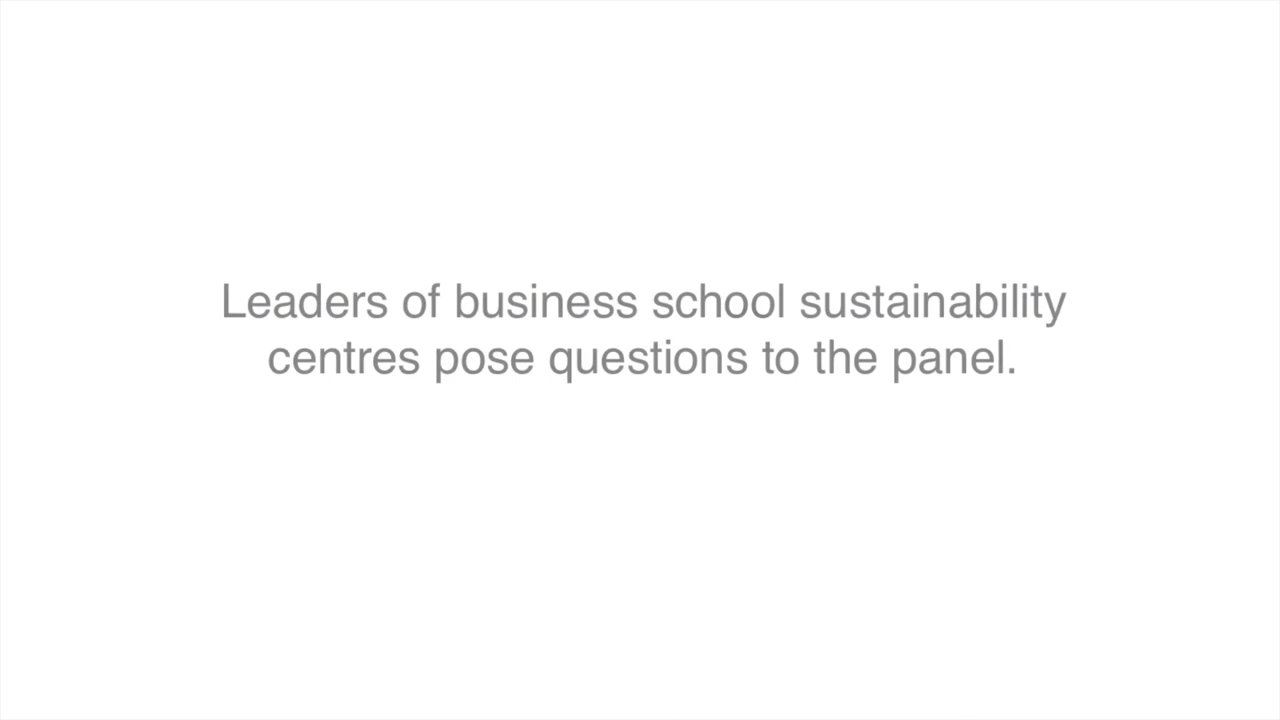 Leaders of business school sustainability
centres pose questions to the panel.